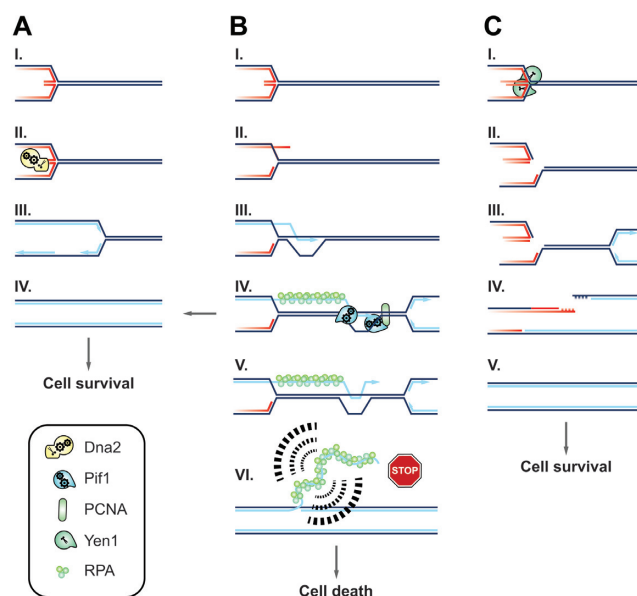 A
I.
II.
III.
IV.
Cell survival
Dna2
Pif1
PCNA
Yen1
RPA
B
I.
II.
III.
IV.
V.
VI.
STOP
Cell death
C
I.
II.
III.
IV.
V.
Cell survival